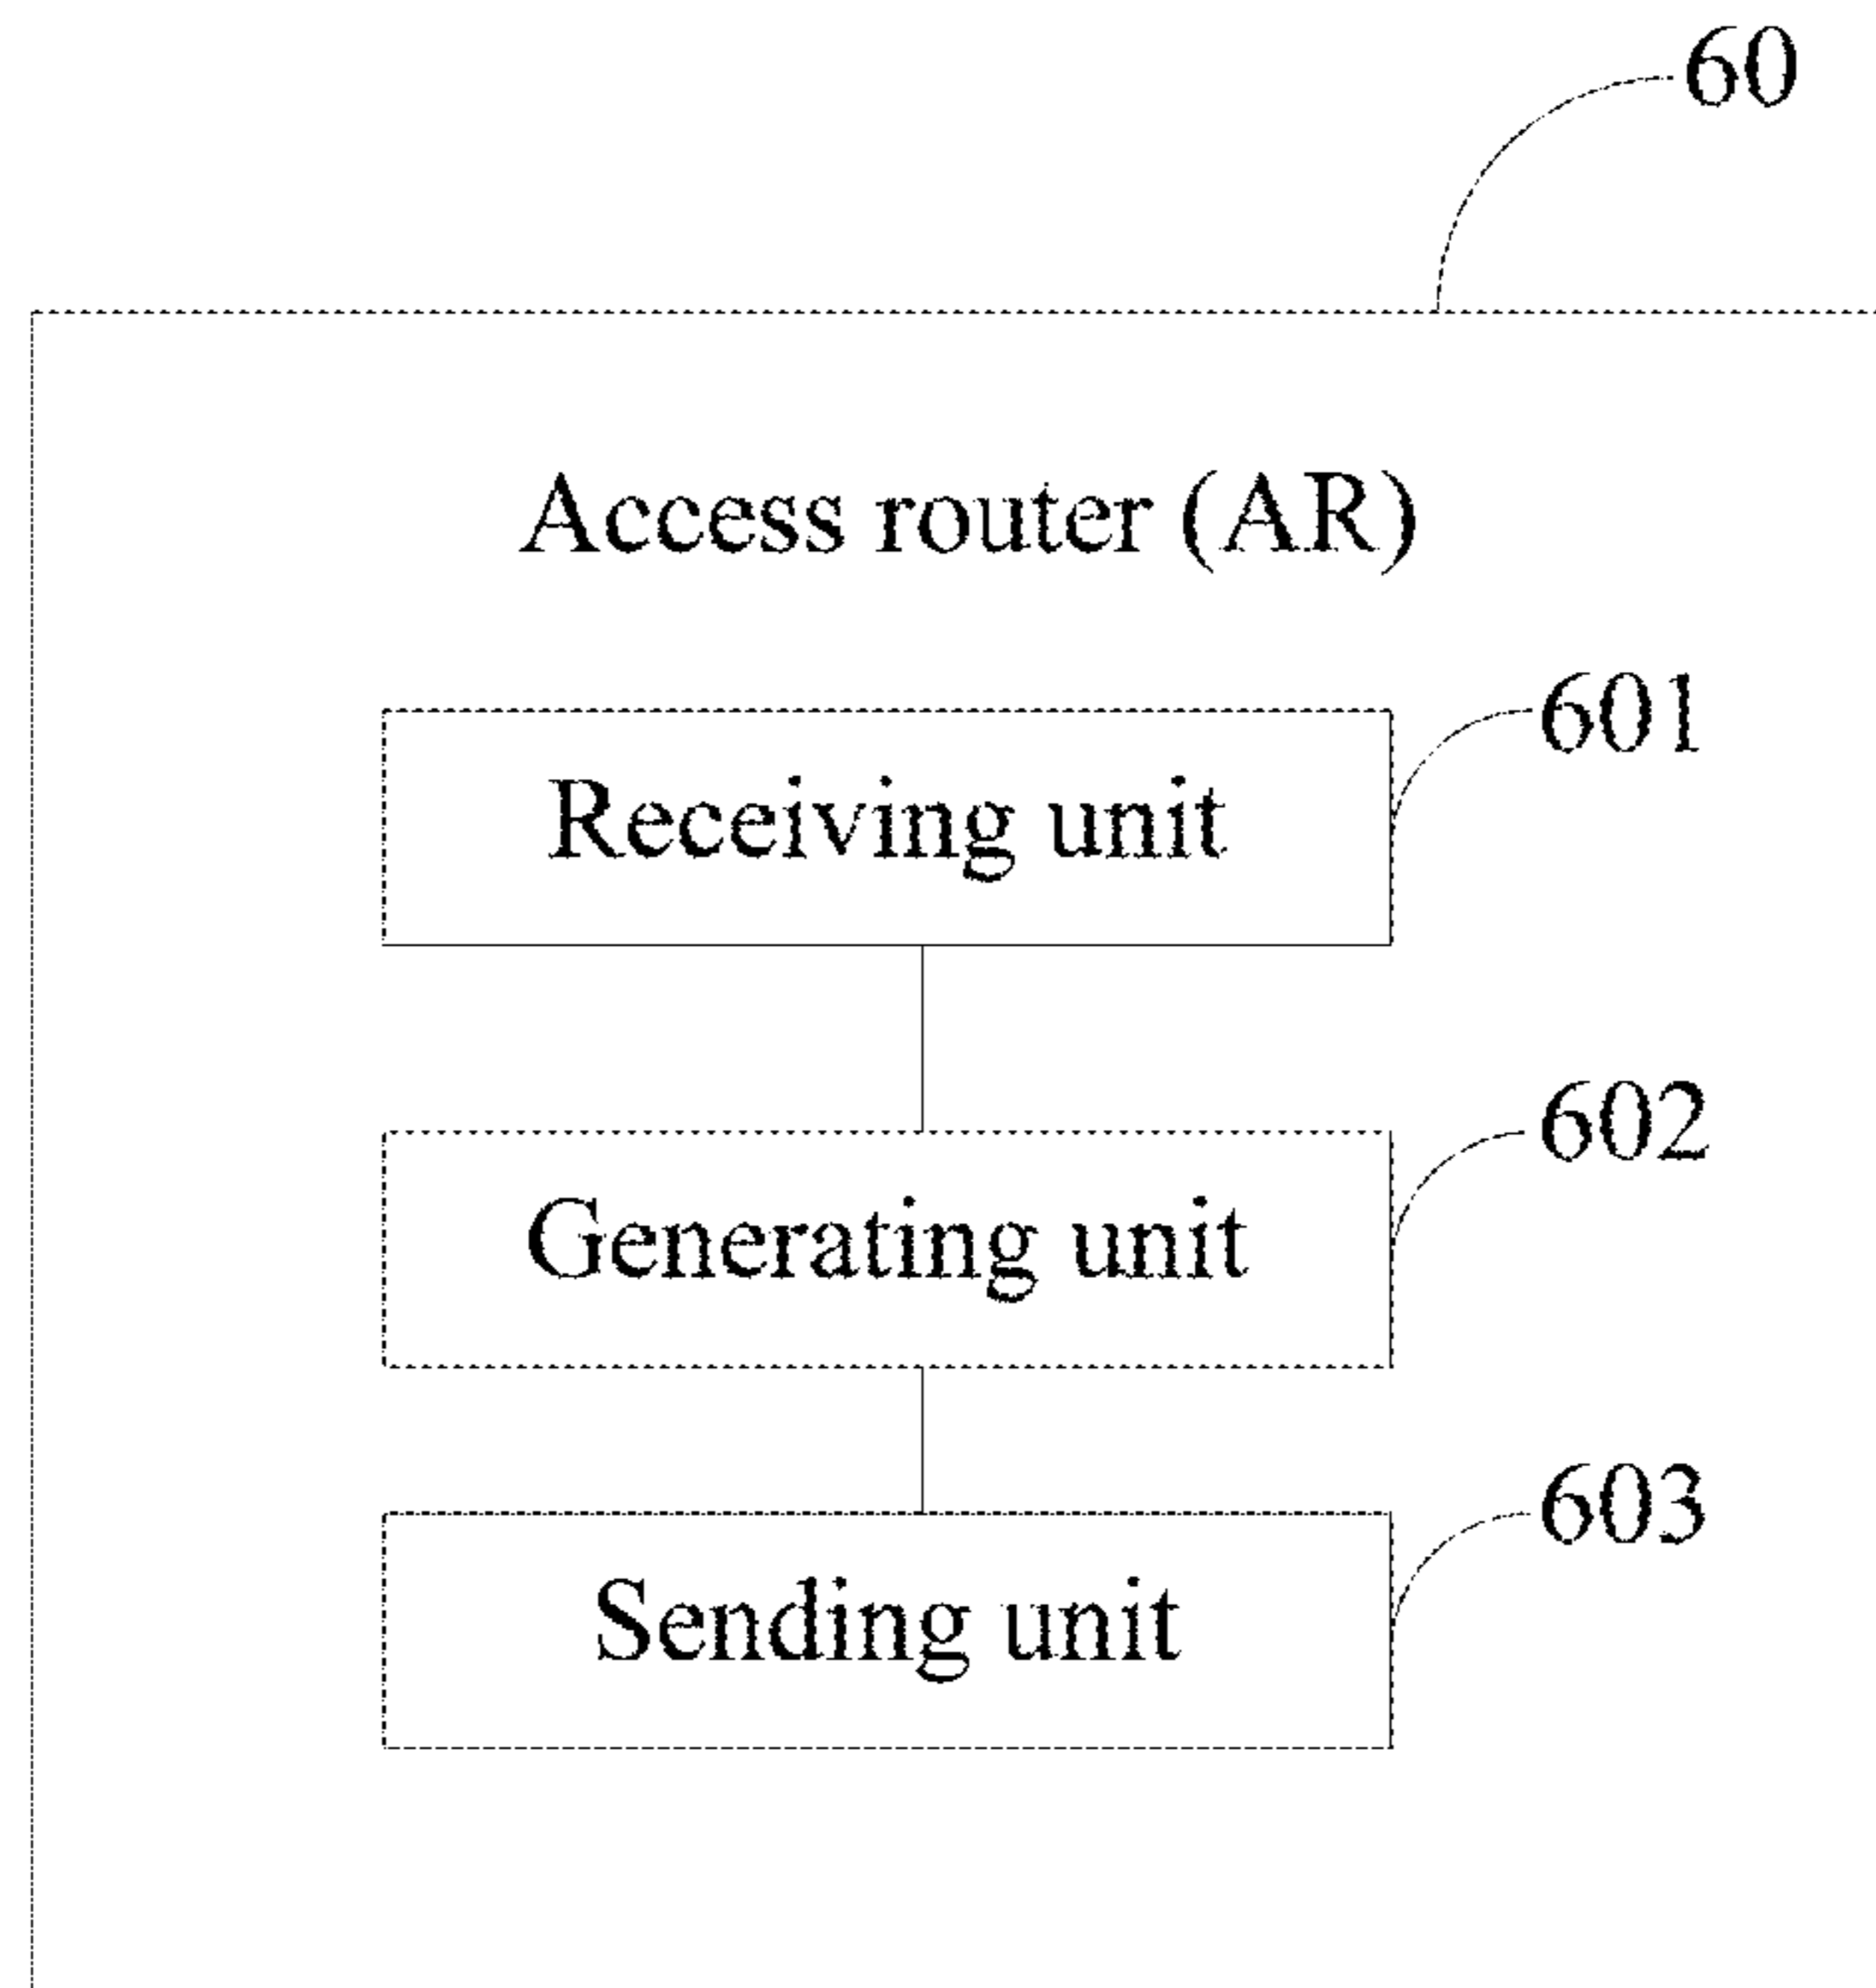 60
Access router (AR)
601
Receiving unit
602
Generating unit
603
Sending unit